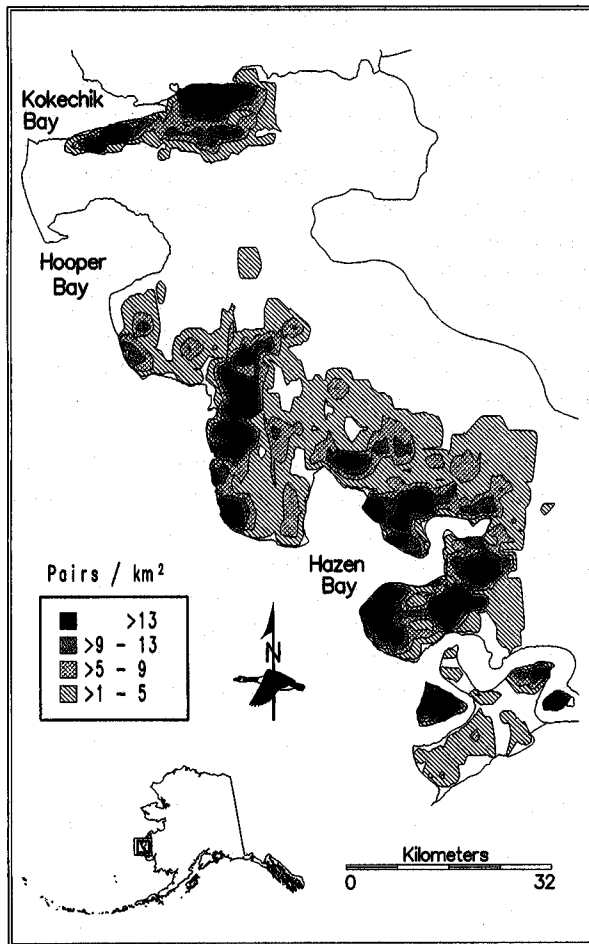 Kokechik
Bay
Hooper
Bay
Hazen
Bay
Pairs / km²
>13
>9 - 13
>5 - 9
>1 - 5
N
Kilometers
0 32